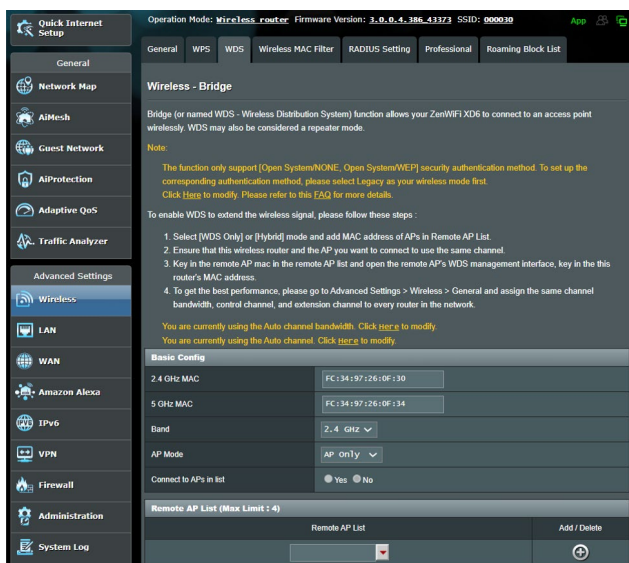 Quick Internet
Setup
Operation Mode: Wireless router Firmware Version: 3.0.0.4.386_43373 SSID: 000030
App
General
WPS
WDS
Wireless MAC Filter
RADIUS Setting
Professional
Roaming Block List
General
Network Map
AiMesh
Guest Network
AiProtection
Adaptive QoS
Traffic Analyzer
Advanced Settings
Wireless
LAN
WAN
Amazon Alexa
IPv6
VPN
Firewall
Administration
System Log
Wireless - Bridge
Bridge (or named WDS - Wireless Distribution System) function allows your ZenWiFi XD6 to connect to an access point
wirelessly. WDS may also be considered a repeater mode.
Note:
The function only support [Open System/NONE, Open System/WEP] security authentication method. To set up the
corresponding authentication method, please select Legacy as your wireless mode first.
Click Here to modify. Please refer to this FAQ for more details.
To enable WDS to extend the wireless signal, please follow these steps :
1. Select [WDS Only] or [Hybrid] mode and add MAC address of APs in Remote AP List.
2. Ensure that this wireless router and the AP you want to connect to use the same channel.
3. Key in the remote AP mac in the remote AP list and open the remote AP's WDS management interface, key in the this
router's MAC address.
4. To get the best performance, please go to Advanced Settings > Wireless > General and assign the same channel
bandwidth, control channel, and extension channel to every router in the network.
You are currently using the Auto channel bandwidth. Click Here to modify.
You are currently using the Auto channel. Click Here to modify.
Basic Config
2.4 GHz MAC
FC:34:97:26:0F:30
5 GHz MAC
FC:34:97:26:0F:34
Band
2.4 GHz
AP Mode
AP Only
Connect to APs in list
Yes No
Remote AP List (Max Limit : 4)
Remote AP List
Add / Delete